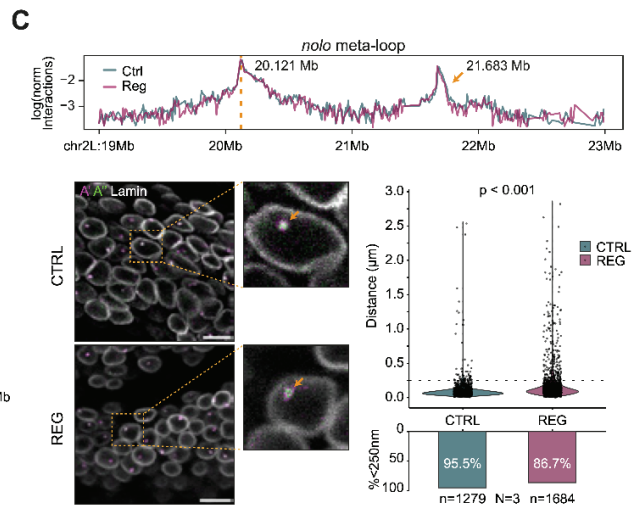 C
nolo meta-loop
Ctrl
Reg
20.121 Mb
21.683 Mb
log(norm
Interactions)
−2
−3
chr2L:19Mb
20Mb
21Mb
22Mb
23Mb
A A'' Lamin
CTRL
REG
Mb
p < 0.001
CTRL
REG
Distance (µm)
3.0
2.5
2.0
1.5
1.0
0.5
0.0
CTRL
REG
%<250nm
0
50
100
95.5%
86.7%
n=1279 N=3 n=1684